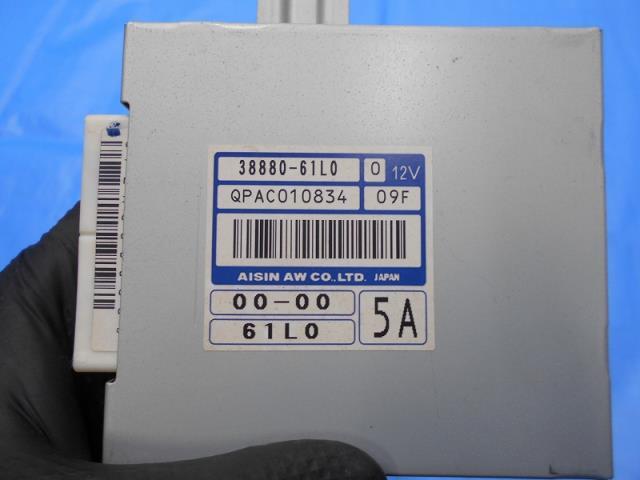 38880-61L0 0 12V
QPAC010834 09F
AISIN AW CO.,LTD. JAPAN
00-00
61L0
5A